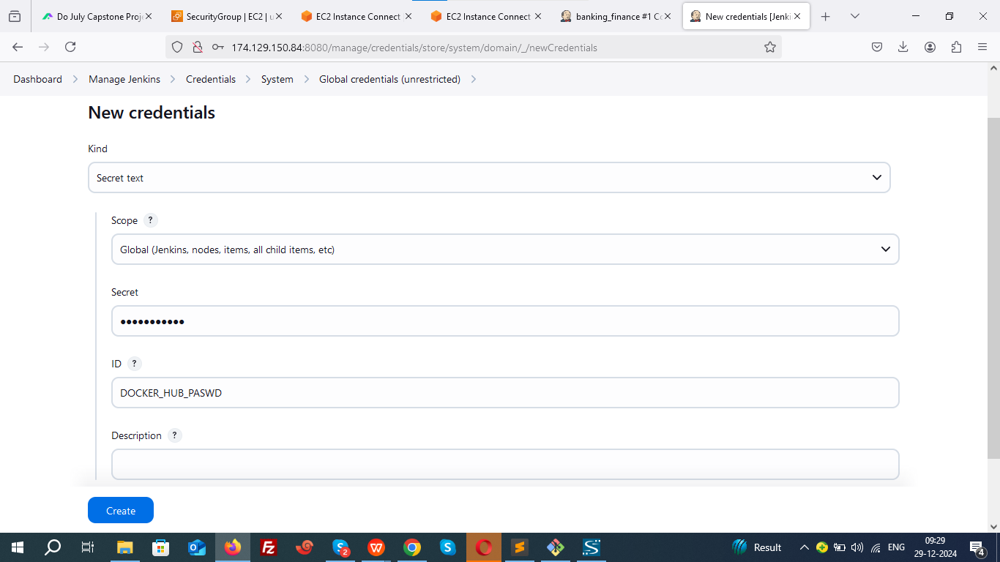 Do July Capstone Proje
SecurityGroup | EC2 | u
EC2 Instance Connect
EC2 Instance Connect
banking_finance #1 Co
New credentials [Jenki
174.129.150.84:8080/manage/credentials/store/system/domain/_/newCredentials
Dashboard > Manage Jenkins > Credentials > System > Global credentials (unrestricted) >
New credentials
Kind
Secret text
Scope ?
Global (Jenkins, nodes, items, all child items, etc)
Secret
•••••••••••
ID ?
DOCKER_HUB_PASWD
Description ?
Create
2
4
Result
ENG
09:29
29-12-2024